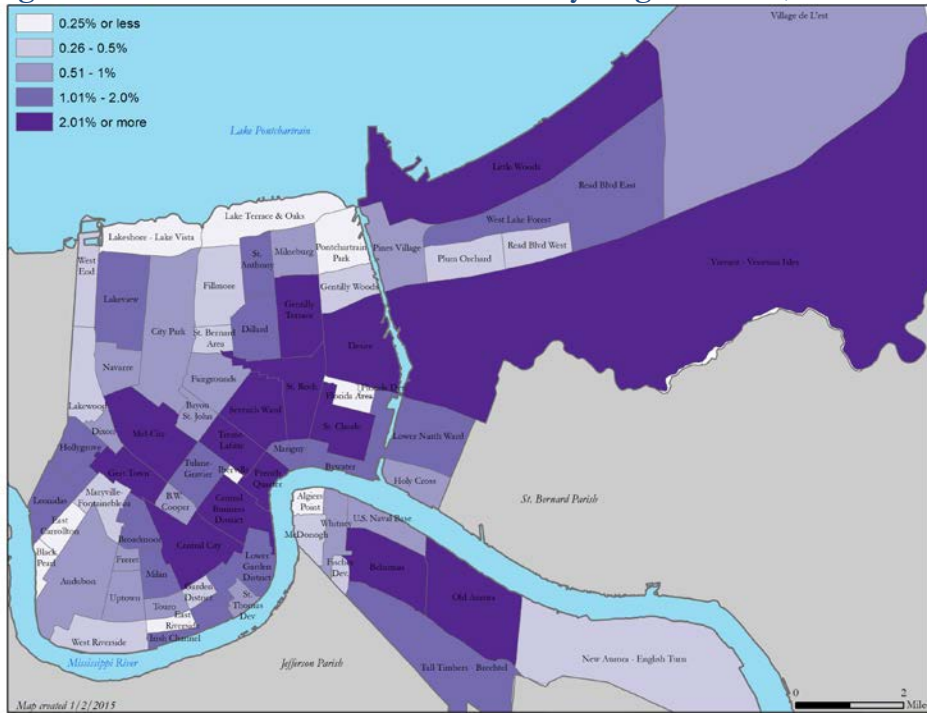 0.25% or less
0.26 - 0.5%
0.51 - 1%
1.01% - 2.0%
2.01% or more
Village de L'est
Lake Pontchartrain
Little Woods
Read Blvd East
West Lake Forest
Read Blvd West
Plum Orchard
Pines Village
Viavant - Venetian Isles
Lake Terrace & Oaks
Lakeshore - Lake Vista
West
End
Pontchartrain
Park
Milneburg
St.
Anthony
Gentilly Woods
Fillmore
Lakeview
City Park
Gentilly
Terrace
Dillard
St. Bernard
Area
Desire
Navarre
Fairgrounds
St. Roch
Florida Area
Lakewood
Bayou
St. John
Seventh Ward
St. Claude
Dixon
Mid-City
Treme-
Lafitte
Lower Ninth Ward
Hollygrove
Marigny
Bywater
Gert Town
Tulane-
Gravier
Iberville
French
Quarter
Holy Cross
Leonidas
Maryville-
Fontainebleau
B.W.
Cooper
Central
Business
District
Algiers
Point
St. Bernard Parish
U.S. Naval Base
Whitney
East
Carrollton
Broadmoor
Central City
McDonogh
Black
Pearl
Freret
Lower
Garden
District
Fischer
Dev.
Behrman
Audubon
Milan
Garden
District
Old Aurora
Uptown
Touro
St.
Thomas
Dev
East
Riverside
West Riverside
Irish Channel
New Aurora - English Turn
Tall Timbers - Brechtel
Mississippi River
Jefferson Parish
Map created 1/2/2015
0
2
Mile